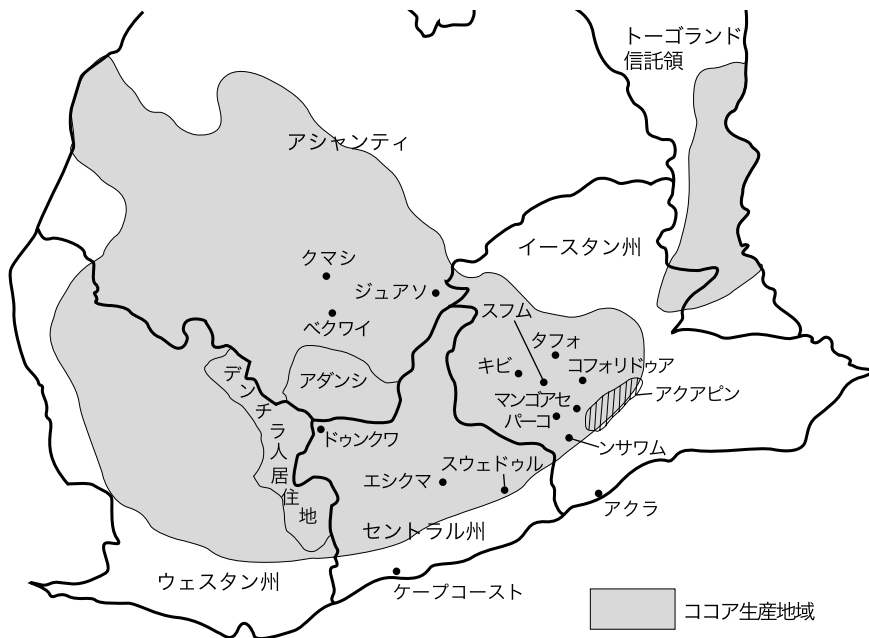 トーゴランド
信託領
アシャンティ
イースタン州
クマシ
ジュアソ
スフム
ベクワイ
タフォ
キビ
コフォリドゥア
アダンシ
デンチラ人居住地
マンゴアセ
アクアピン
パーコ
ドゥンクワ
ンサワム
スウェドゥル
エシクマ
アクラ
セントラル州
ウェスタン州
ケープコースト
ココア生産地域